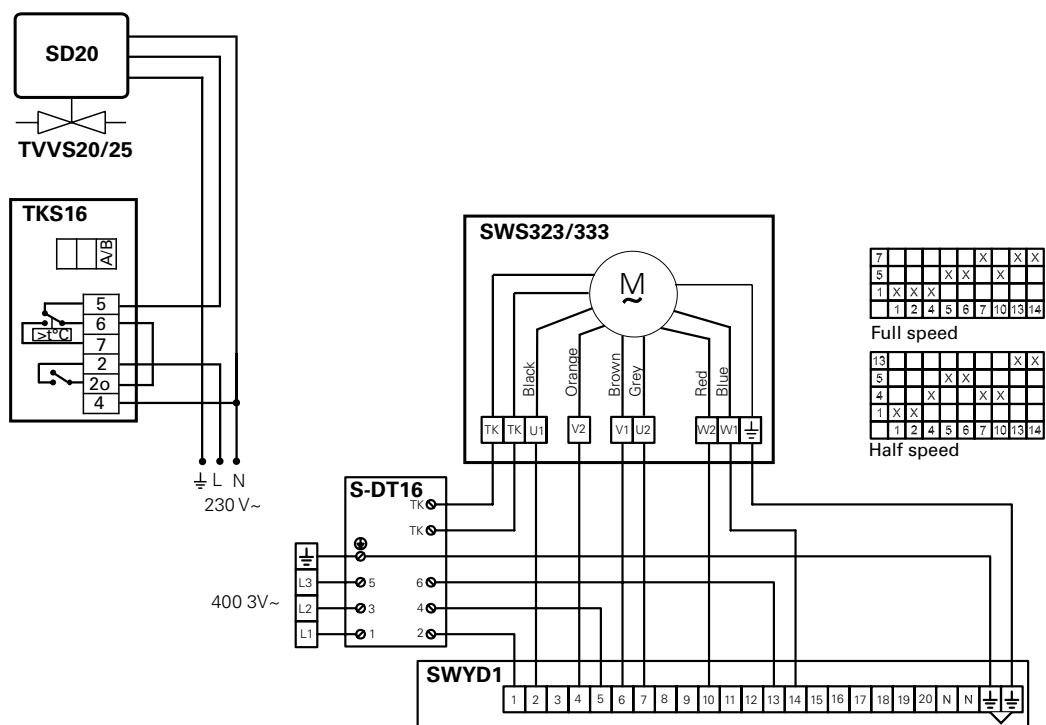 SD20
TVVS20/25
TKS16
A/B
5
6
>t°C
7
2
2o
4
L N
230 V~
SWS323/333
M
~
Black
Orange
Brown
Grey
Red
Blue
TK TK U1 V2 V1 U2 W2 W1
7 X X X
5 X X X
1 X X X
1 2 4 5 6 7 10 13 14
Full speed
13 X X
5 X X
4 X X X
1 X X
1 2 4 5 6 7 10 13 14
Half speed
S-DT16
TK
TK
400 3V~
L3 5 6
L2 3 4
L1 1 2
SWYD1
1 2 3 4 5 6 7 8 9 10 11 12 13 14 15 16 17 18 19 20 N N